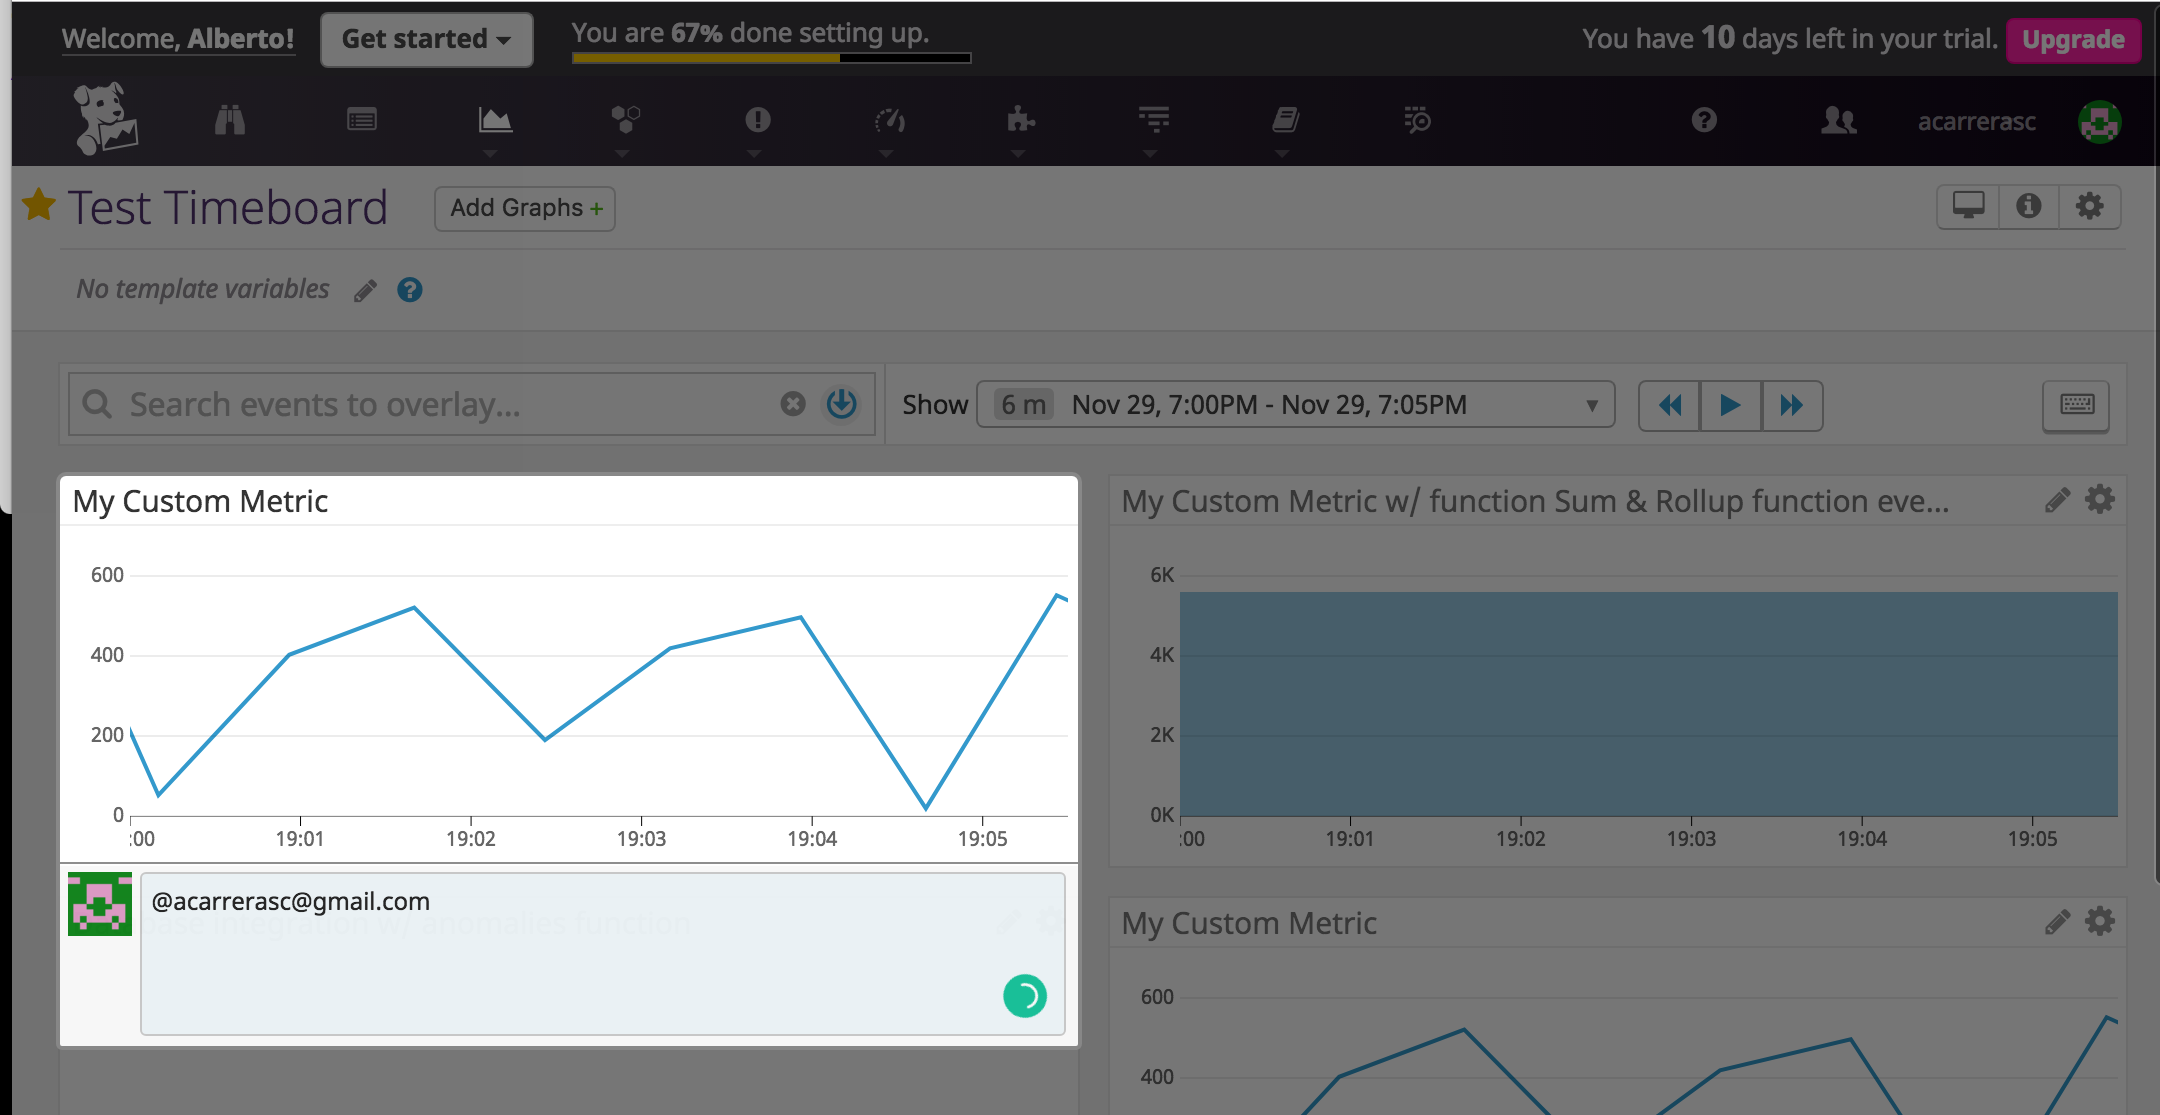 Welcome, Alberto!
Get started
You are 67% done setting up.
You have 10 days left in your trial.
Upgrade
acarrerasc
Test Timeboard
Add Graphs +
No template variables
Search events to overlay...
Show
6 m
Nov 29, 7:00PM - Nov 29, 7:05PM
My Custom Metric
600
400
200
0
:00
19:01
19:02
19:03
19:04
19:05
@acarrerasc@gmail.com
base Integration w/ anomalies function
My Custom Metric w/ function Sum & Rollup function eve...
6K
4K
2K
0K
:00
19:01
19:02
19:03
19:04
19:05
My Custom Metric
600
400